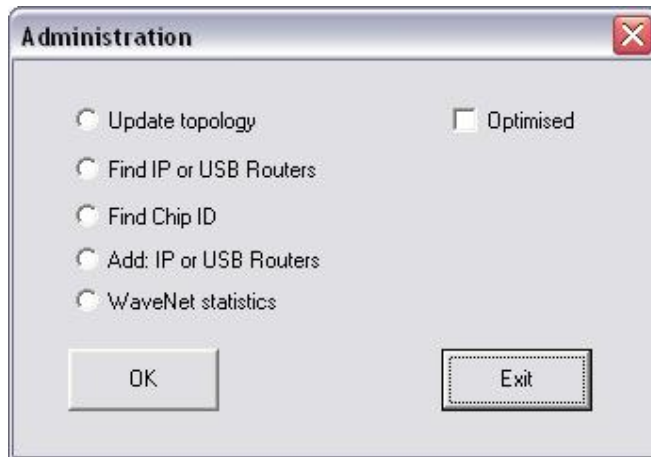 Administration
Update topology
Optimised
Find IP or USB Routers
Find Chip ID
Add: IP or USB Routers
WaveNet statistics
OK
Exit